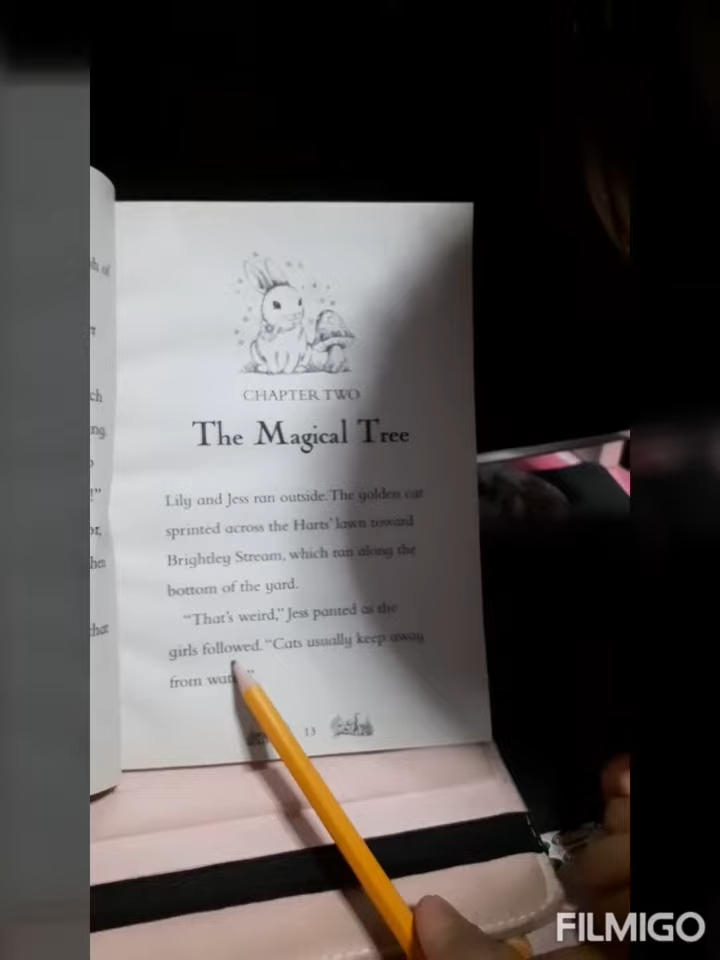 CHAPTER TWO
The Magical Tree
Lily and Jess ran outside. The golden cat
sprinted across the Harts' lawn toward
Brightley Stream, which ran along the
bottom of the yard.
"That's weird," Jess panted as the
girls followed. "Cats usually keep away
from
13
FILMIGO